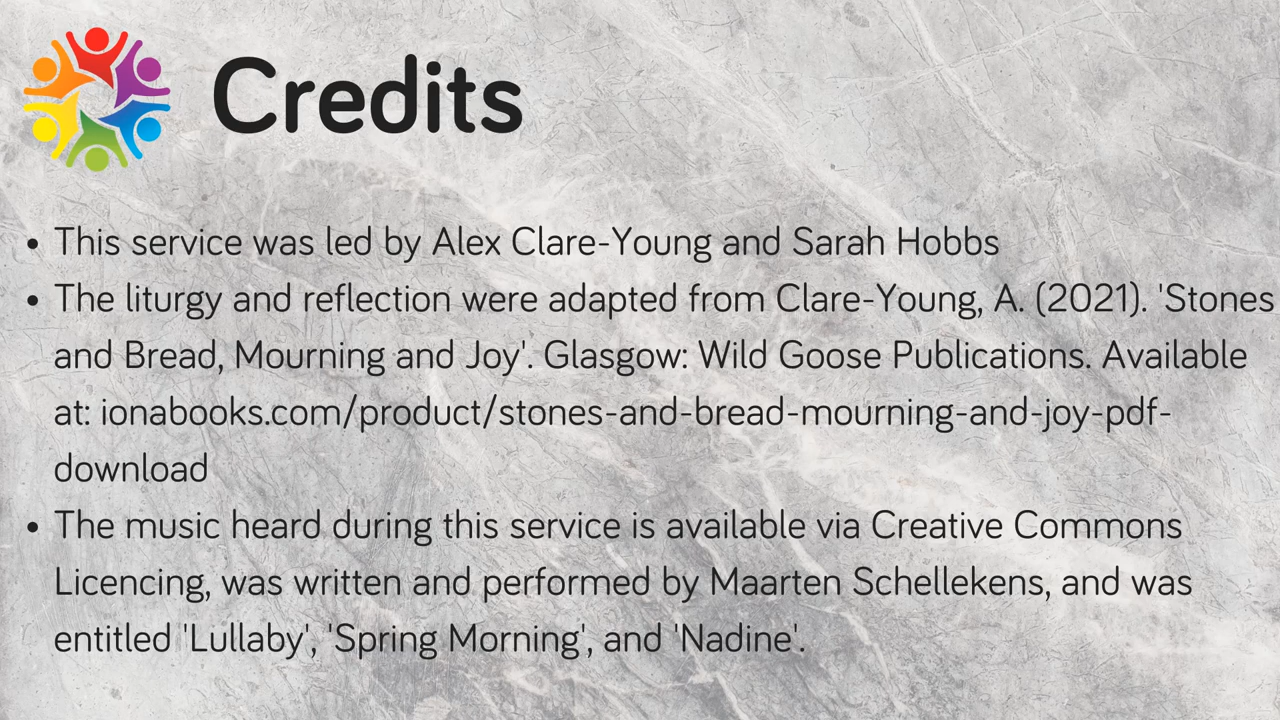 Credits
• This service was led by Alex Clare-Young and Sarah Hobbs
• The liturgy and reflection were adapted from Clare-Young, A. (2021). 'Stones
and Bread, Mourning and Joy'. Glasgow: Wild Goose Publications. Available
at: ionabooks.com/product/stones-and-bread-mourning-and-joy-pdf-
download
• The music heard during this service is available via Creative Commons
Licencing, was written and performed by Maarten Schellekens, and was
entitled 'Lullaby', 'Spring Morning', and 'Nadine'.